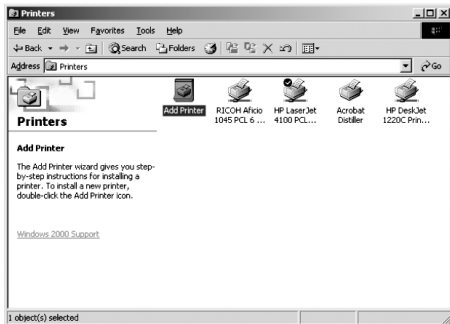 Printers
File Edit View Favorites Tools Help
Back Search Folders
Address Printers Go
Printers
Add Printer
The Add Printer wizard gives you step-
by-step instructions for installing a
printer. To install a new printer,
double-click the Add Printer icon.
Windows 2000 Support
Add Printer
RICOH Aficio
1045 PCL 6 ...
HP LaserJet
4100 PCL...
Acrobat
Distiller
HP DeskJet
1220C Prin...
1 object(s) selected